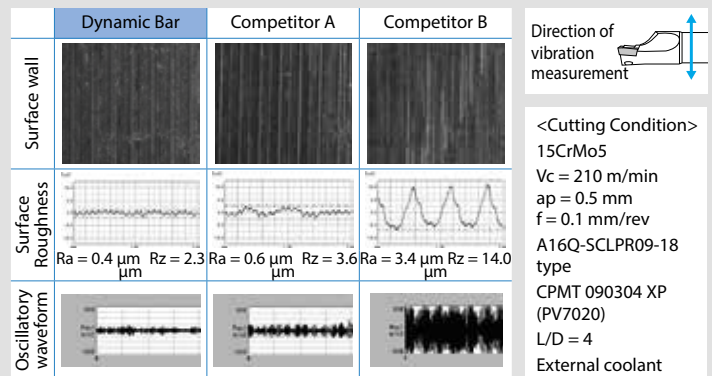 Dynamic Bar
Competitor A
Competitor B
Surface wall
Surface
Roughness
Ra = 0.4 µm Rz = 2.3
µm
Ra = 0.6 µm Rz = 3.6
µm
Ra = 3.4 µm Rz = 14.0
µm
Oscillatory
waveform
Direction of
vibration
measurement
<Cutting Condition>
15CrMo5
Vc = 210 m/min
ap = 0.5 mm
f = 0.1 mm/rev
A16Q-SCLPR09-18
type
CPMT 090304 XP
(PV7020)
L/D = 4
External coolant